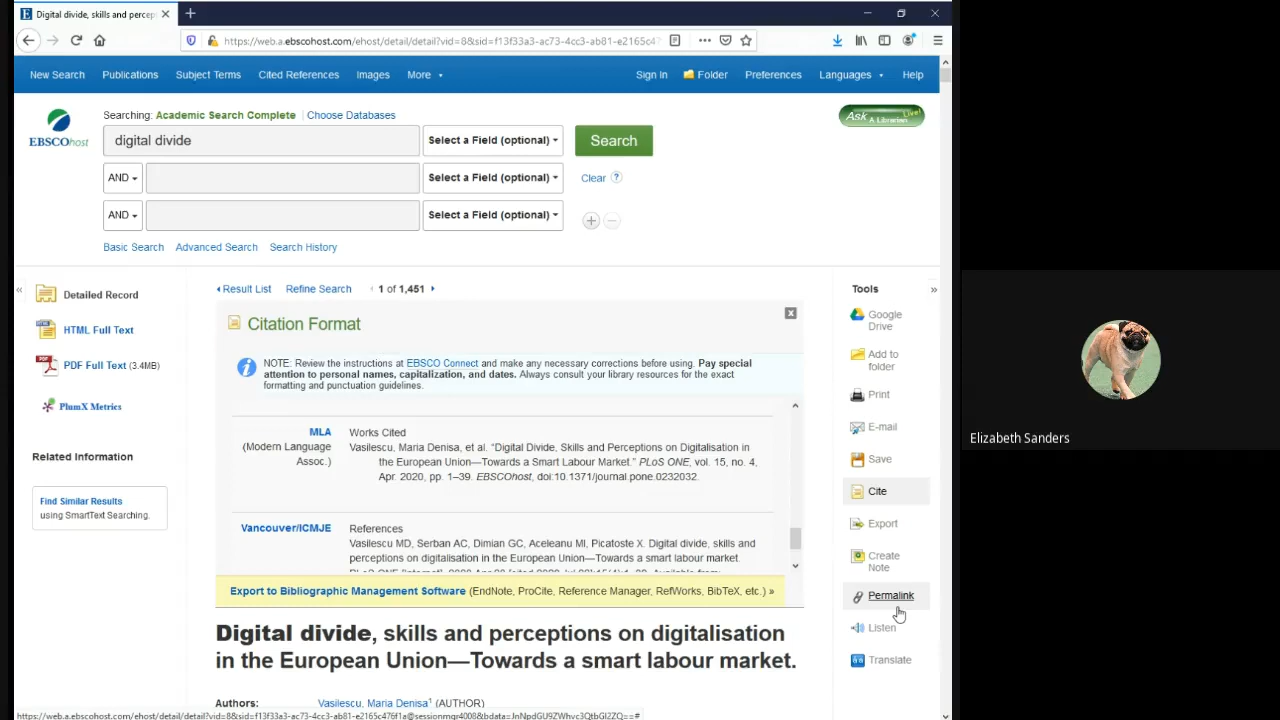 Digital divide, skills and percep
https://web.a.ebscohost.com/ehost/detail/detail?vid=8&sid=f13f33a3-ac73-4cc3-ab81-e2165c47
New Search Publications Subject Terms Cited References Images More Sign In Folder Preferences Languages Help
EBSCOhost
Searching: Academic Search Complete Choose Databases
Ask A Librarian Live!
digital divide Select a Field (optional) Search
AND Select a Field (optional) Clear ?
AND Select a Field (optional)
Basic Search Advanced Search Search History
Detailed Record
HTML Full Text
PDF Full Text (3.4MB)
PlumX Metrics
Related Information
Find Similar Results
using SmartText Searching.
Result List Refine Search 1 of 1,451
Citation Format
NOTE: Review the instructions at EBSCO Connect and make any necessary corrections before using. Pay special
attention to personal names, capitalization, and dates. Always consult your library resources for the exact
formatting and punctuation guidelines.
MLA
(Modern Language
Assoc.)
Works Cited
Vasilescu, Maria Denisa, et al. “Digital Divide, Skills and Perceptions on Digitalisation in
the European Union—Towards a Smart Labour Market.” PLoS ONE, vol. 15, no. 4,
Apr. 2020, pp. 1–39. EBSCOhost, doi:10.1371/journal.pone.0232032.
Vancouver/ICMJE
References
Vasilescu MD, Serban AC, Dimian GC, Aceleanu MI, Picatoste X. Digital divide, skills and
perceptions on digitalisation in the European Union—Towards a smart labour market.
Export to Bibliographic Management Software (EndNote, ProCite, Reference Manager, RefWorks, BibTeX, etc.) »
Digital divide, skills and perceptions on digitalisation
in the European Union—Towards a smart labour market.
Authors: Vasilescu, Maria Denisa¹ (AUTHOR)
Tools
Google
Drive
Add to
folder
Print
E-mail
Save
Cite
Export
Create
Note
Permalink
Listen
Translate
Elizabeth Sanders